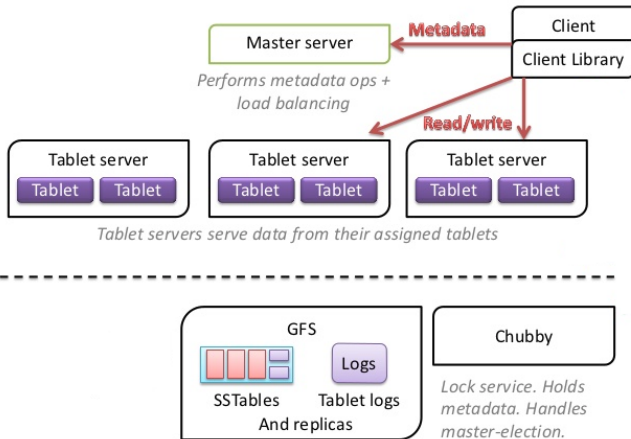 Client
Client Library
Metadata
Master server
Performs metadata ops +
load balancing
Read/write
Tablet server
Tablet Tablet
Tablet server
Tablet Tablet
Tablet server
Tablet Tablet
Tablet servers serve data from their assigned tablets
GFS
Logs
SSTables
Tablet logs
And replicas
Chubby
Lock service. Holds
metadata. Handles
master-election.